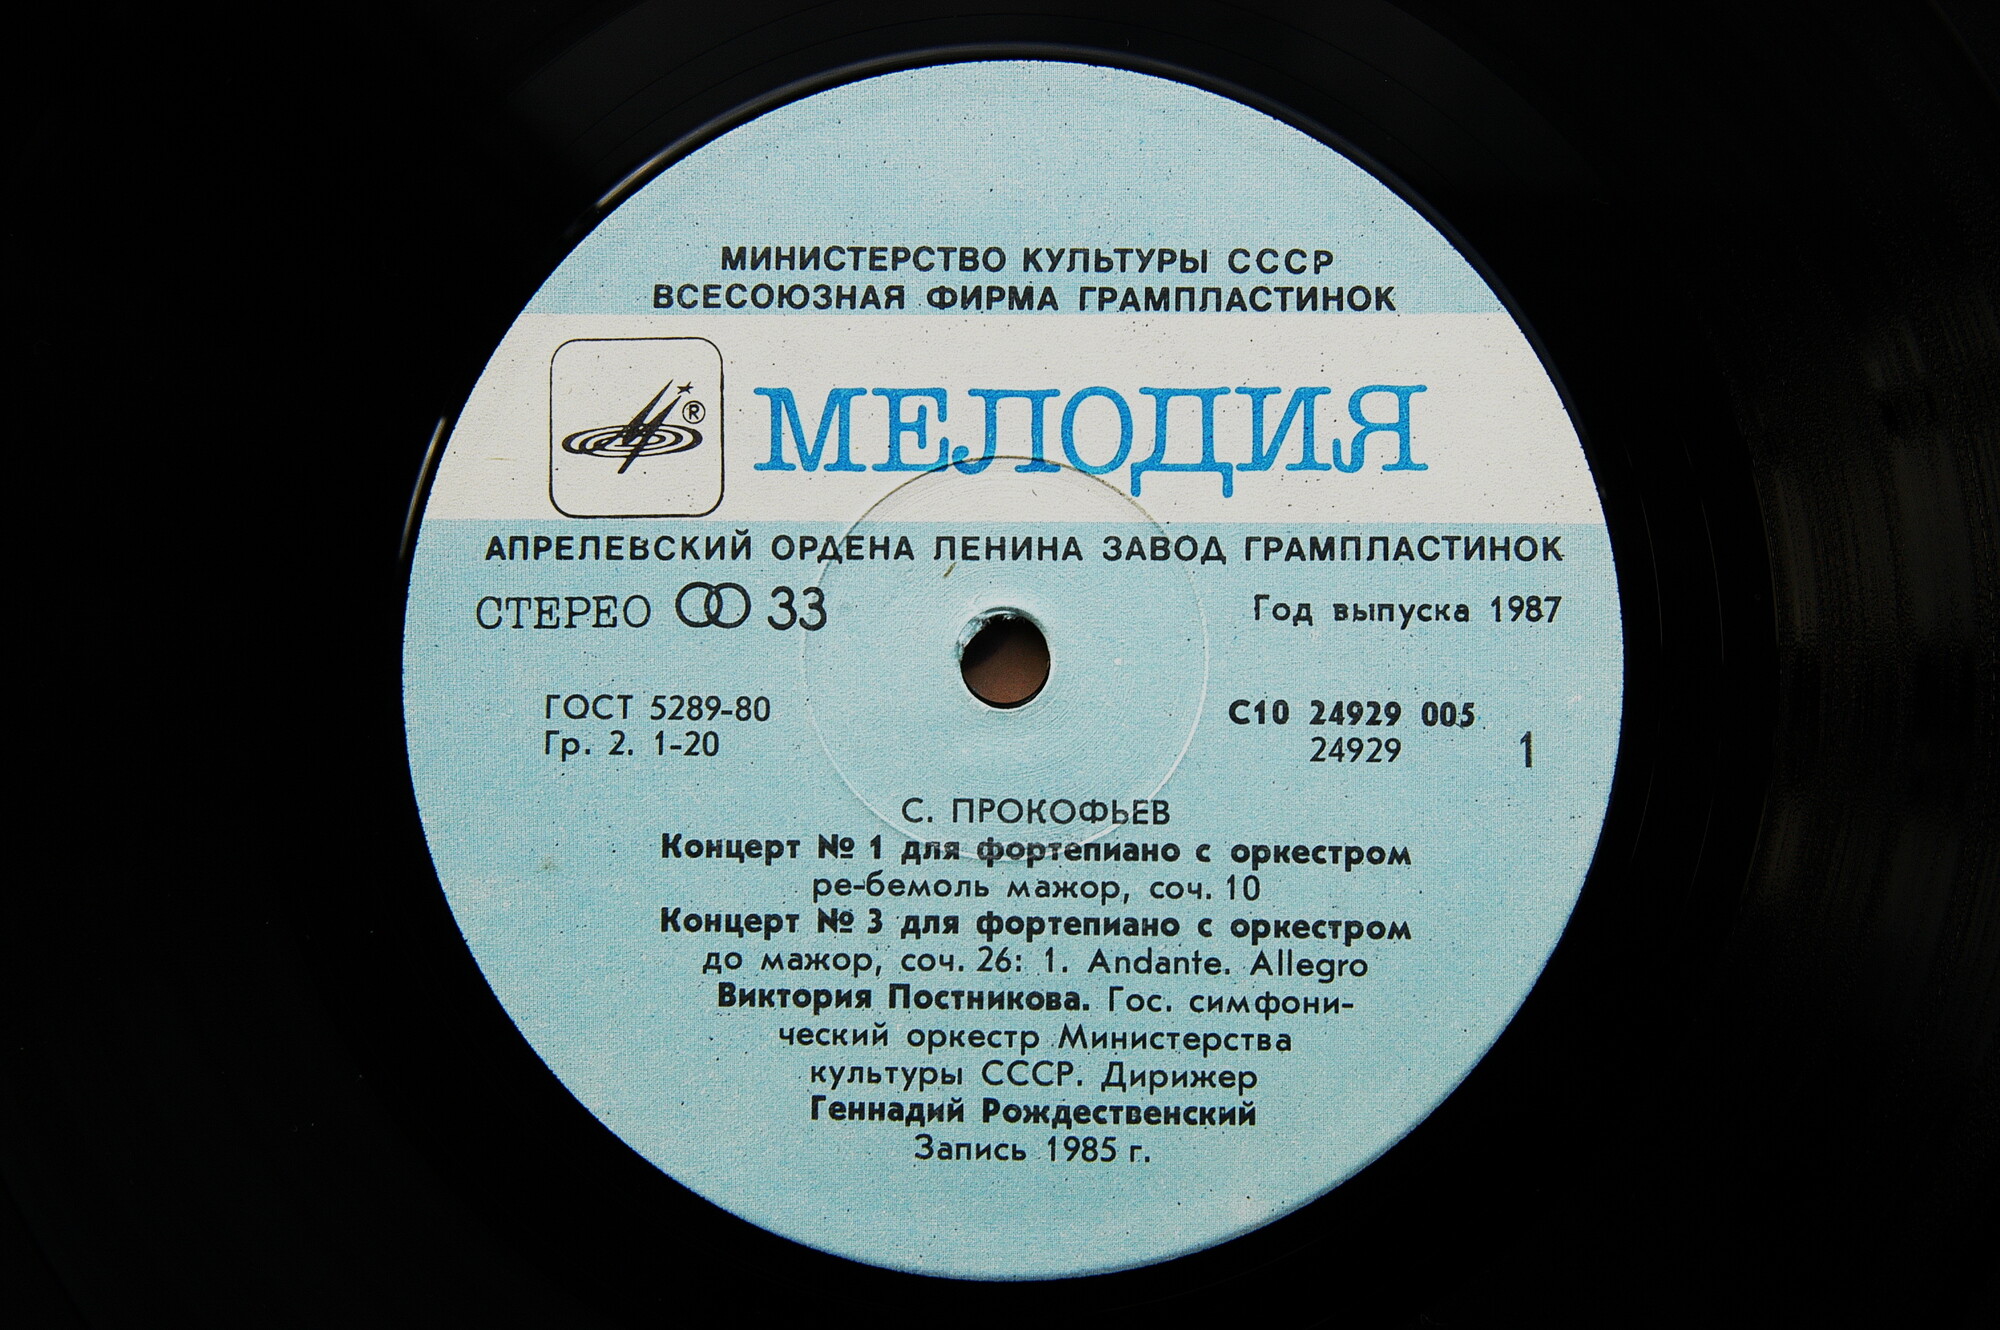 МИНИСТЕРСТВО КУЛЬТУРЫ СССР
ВСЕСОЮЗНАЯ ФИРМА ГРАМПЛАСТИНОК
®
МЕЛОДИЯ
АПРЕЛЕВСКИЙ ОРДЕНА ЛЕНИНА ЗАВОД ГРАМПЛАСТИНОК
СТЕРЕО 33
Год выпуска 1987
ГОСТ 5289-80
Гр. 2. 1-20
С10 24929 005
24929
1
С. ПРОКОФЬЕВ
Концерт № 1 для фортепиано с оркестром
ре-бемоль мажор, соч. 10
Концерт № 3 для фортепиано с оркестром
до мажор, соч. 26: 1. Andante. Allegro
Виктория Постникова. Гос. симфони-
ческий оркестр Министерства
культуры СССР. Дирижер
Геннадий Рождественский
Запись 1985 г.